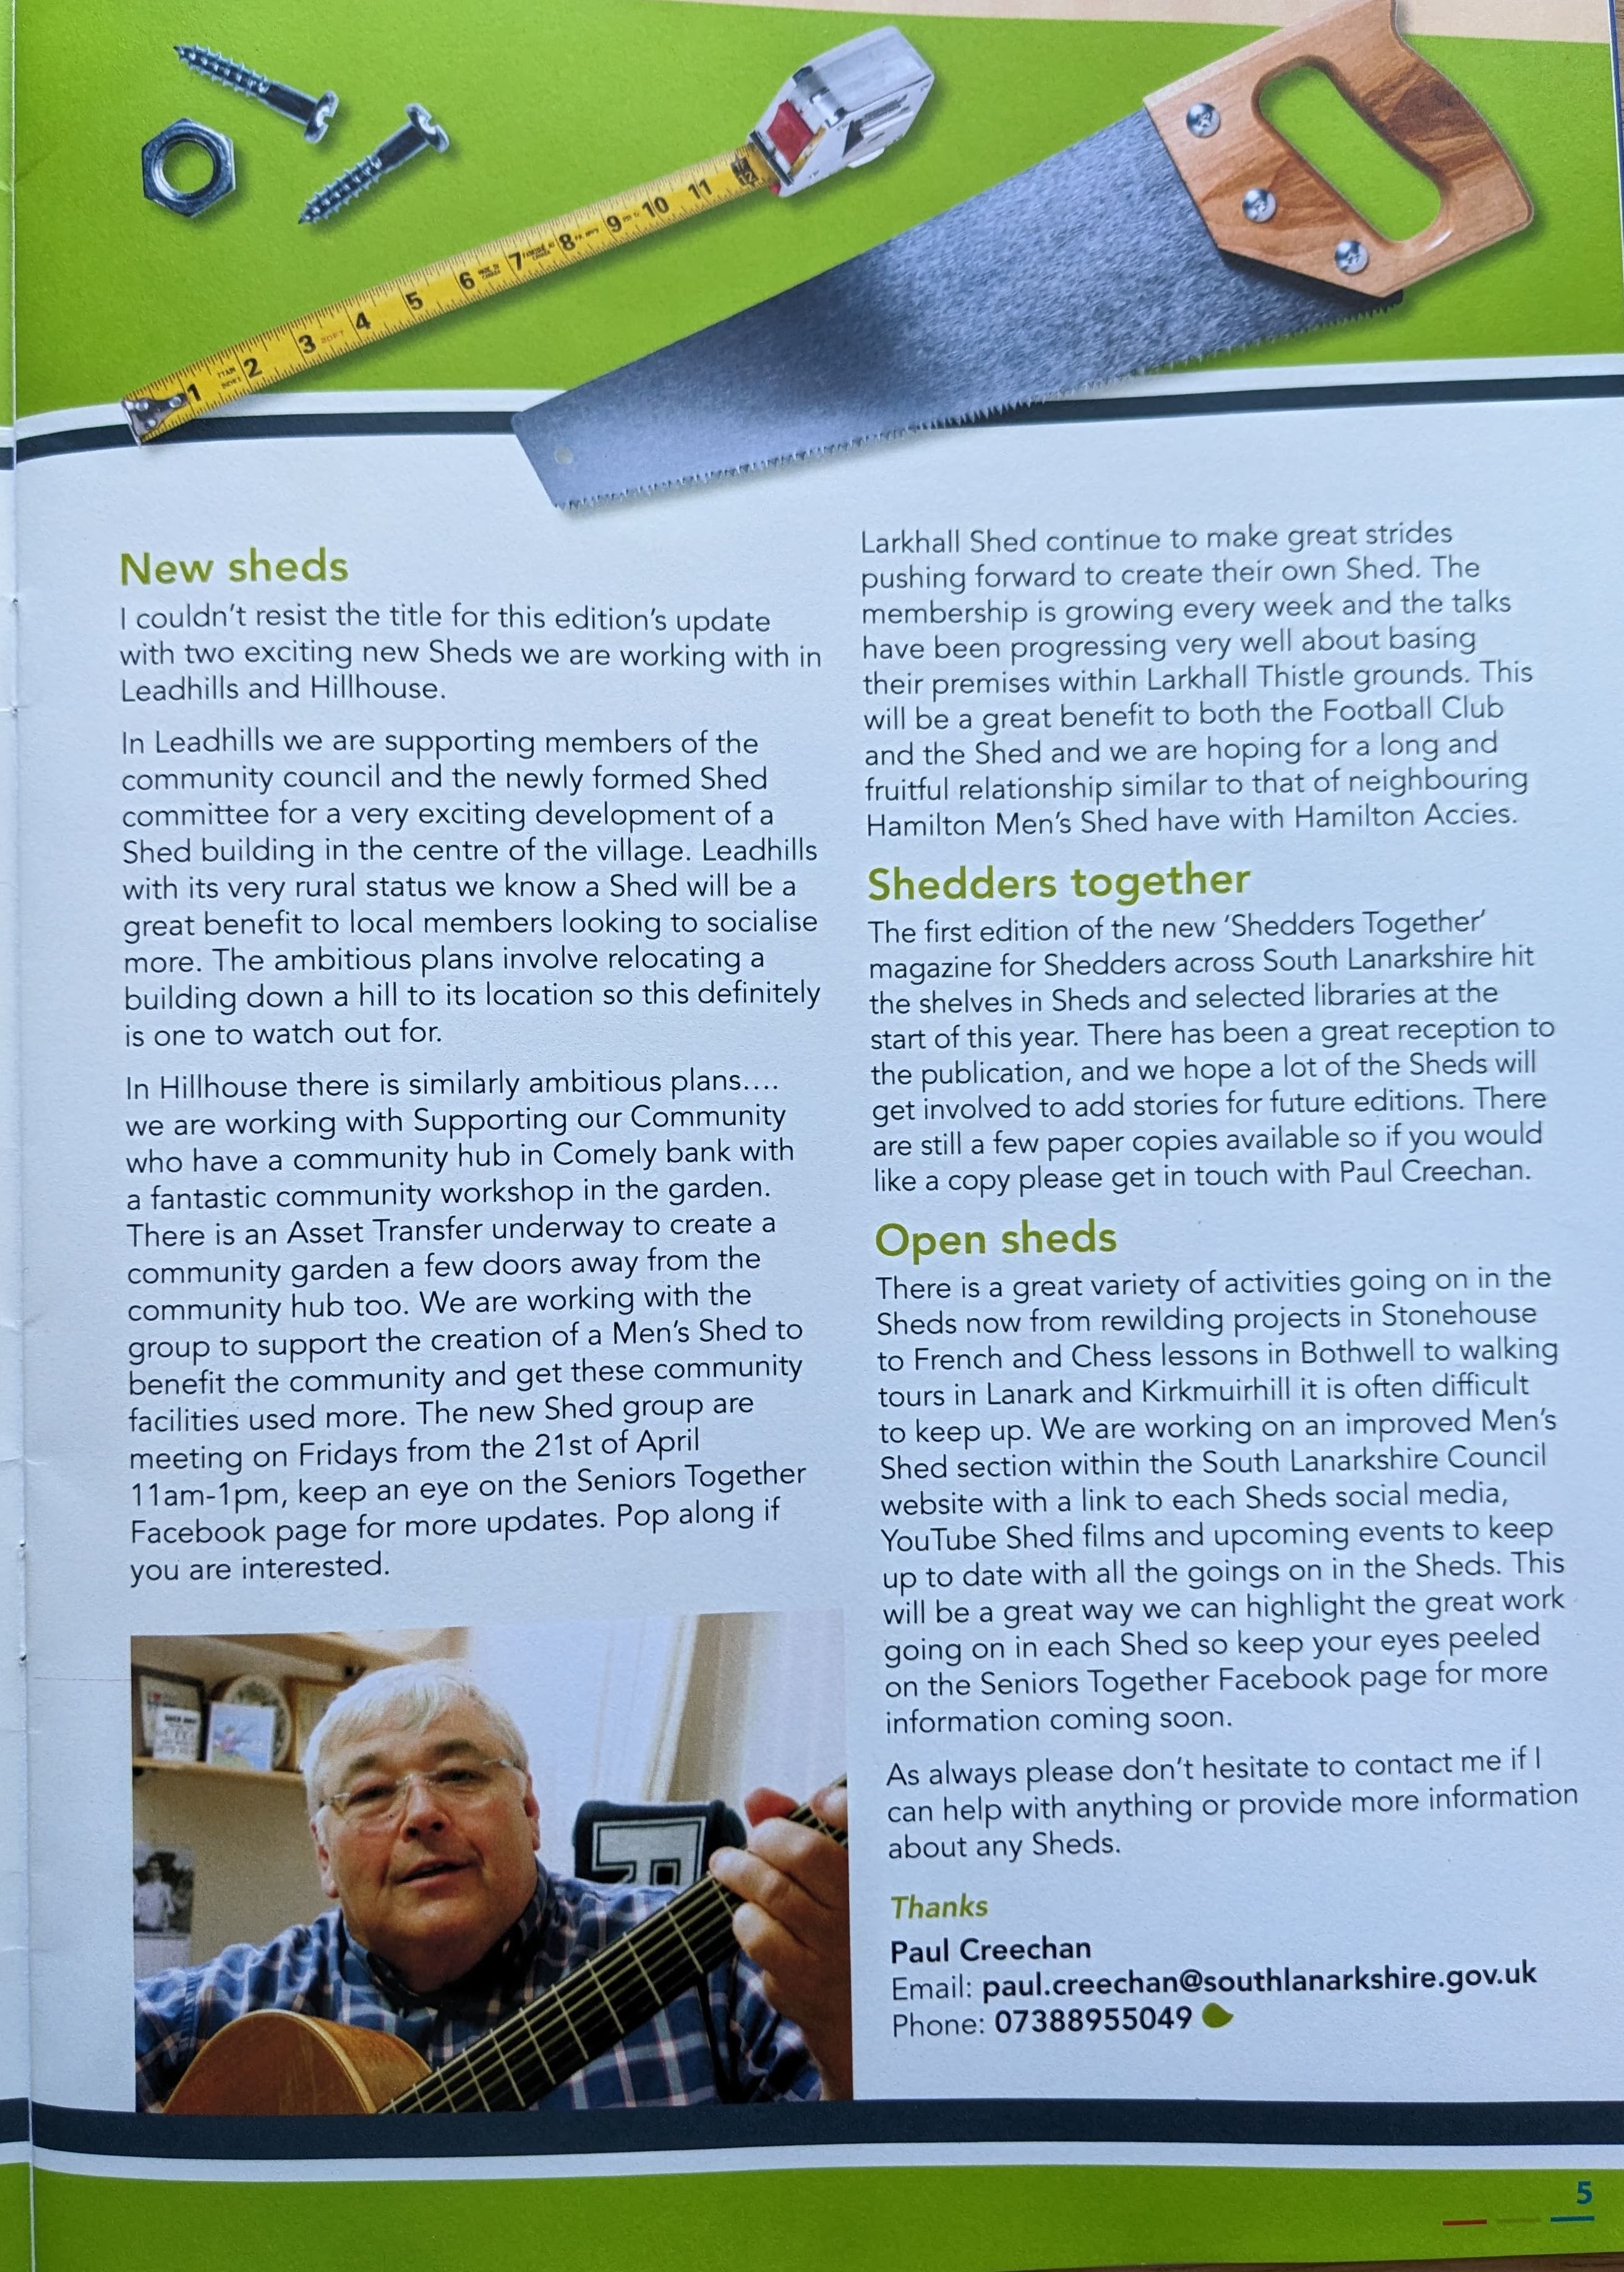 1 2 3 4 5 6 7 8 9 10 11 12
New sheds
I couldn't resist the title for this edition's update
with two exciting new Sheds we are working with in
Leadhills and Hillhouse.
In Leadhills we are supporting members of the
community council and the newly formed Shed
committee for a very exciting development of a
Shed building in the centre of the village. Leadhills
with its very rural status we know a Shed will be a
great benefit to local members looking to socialise
more. The ambitious plans involve relocating a
building down a hill to its location so this definitely
is one to watch out for.
In Hillhouse there is similarly ambitious plans....
we are working with Supporting our Community
who have a community hub in Comely bank with
a fantastic community workshop in the garden.
There is an Asset Transfer underway to create a
community garden a few doors away from the
community hub too. We are working with the
group to support the creation of a Men's Shed to
benefit the community and get these community
facilities used more. The new Shed group are
meeting on Fridays from the 21st of April
11am-1pm, keep an eye on the Seniors Together
Facebook page for more updates. Pop along if
you are interested.
Larkhall Shed continue to make great strides
pushing forward to create their own Shed. The
membership is growing every week and the talks
have been progressing very well about basing
their premises within Larkhall Thistle grounds. This
will be a great benefit to both the Football Club
and the Shed and we are hoping for a long and
fruitful relationship similar to that of neighbouring
Hamilton Men's Shed have with Hamilton Accies.
Shedders together
The first edition of the new 'Shedders Together'
magazine for Shedders across South Lanarkshire hit
the shelves in Sheds and selected libraries at the
start of this year. There has been a great reception to
the publication, and we hope a lot of the Sheds will
get involved to add stories for future editions. There
are still a few paper copies available so if you would
like a copy please get in touch with Paul Creechan.
Open sheds
There is a great variety of activities going on in the
Sheds now from rewilding projects in Stonehouse
to French and Chess lessons in Bothwell to walking
tours in Lanark and Kirkmuirhill it is often difficult
to keep up. We are working on an improved Men's
Shed section within the South Lanarkshire Council
website with a link to each Sheds social media,
YouTube Shed films and upcoming events to keep
up to date with all the goings on in the Sheds. This
will be a great way we can highlight the great work
going on in each Shed so keep your eyes peeled
on the Seniors Together Facebook page for more
information coming soon.
As always please don't hesitate to contact me if I
can help with anything or provide more information
about any Sheds.
Thanks
Paul Creechan
Email: paul.creechan@southlanarkshire.gov.uk
Phone: 07388955049
5